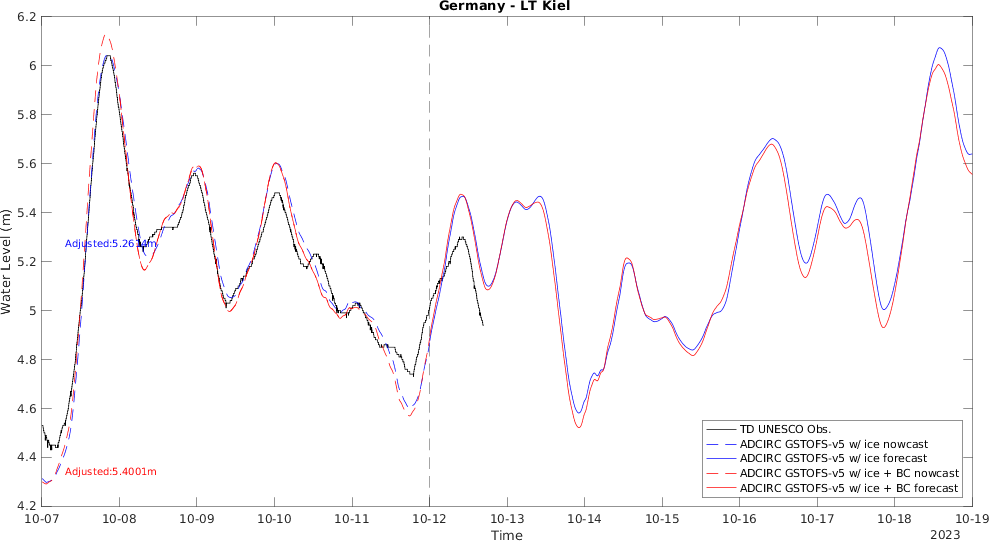 Germany - LT Kiel
6.2
6
5.8
5.6
5.4
5.2
5
4.8
4.6
4.4
4.2
Water Level (m)
Adjusted:5.2614m
Adjusted:5.4001m
TD UNESCO Obs.
ADCIRC GSTOFS-v5 w/ ice nowcast
ADCIRC GSTOFS-v5 w/ ice forecast
ADCIRC GSTOFS-v5 w/ ice + BC nowcast
ADCIRC GSTOFS-v5 w/ ice + BC forecast
10-07 10-08 10-09 10-10 10-11 10-12 10-13 10-14 10-15 10-16 10-17 10-18 10-19
Time
2023